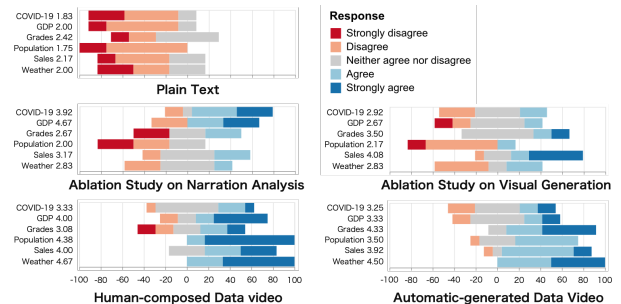 COVID-19 1.83
GDP 2.00
Grades 2.42
Population 1.75
Sales 2.17
Weather 2.00
Plain Text
Response
Strongly disagree
Disagree
Neither agree nor disagree
Agree
Strongly agree
COVID-19 3.92
GDP 4.67
Grades 2.67
Population 2.00
Sales 3.17
Weather 2.83
Ablation Study on Narration Analysis
COVID-19 2.92
GDP 2.67
Grades 3.50
Population 2.17
Sales 4.08
Weather 2.83
Ablation Study on Visual Generation
COVID-19 3.33
GDP 4.00
Grades 3.08
Population 4.38
Sales 4.00
Weather 4.67
-100 -80 -60 -40 -20 0 20 40 60 80 100
Human-composed Data video
COVID-19 3.25
GDP 3.33
Grades 4.33
Population 3.50
Sales 3.92
Weather 4.50
-100 -80 -60 -40 -20 0 20 40 60 80 100
Automatic-generated Data Video